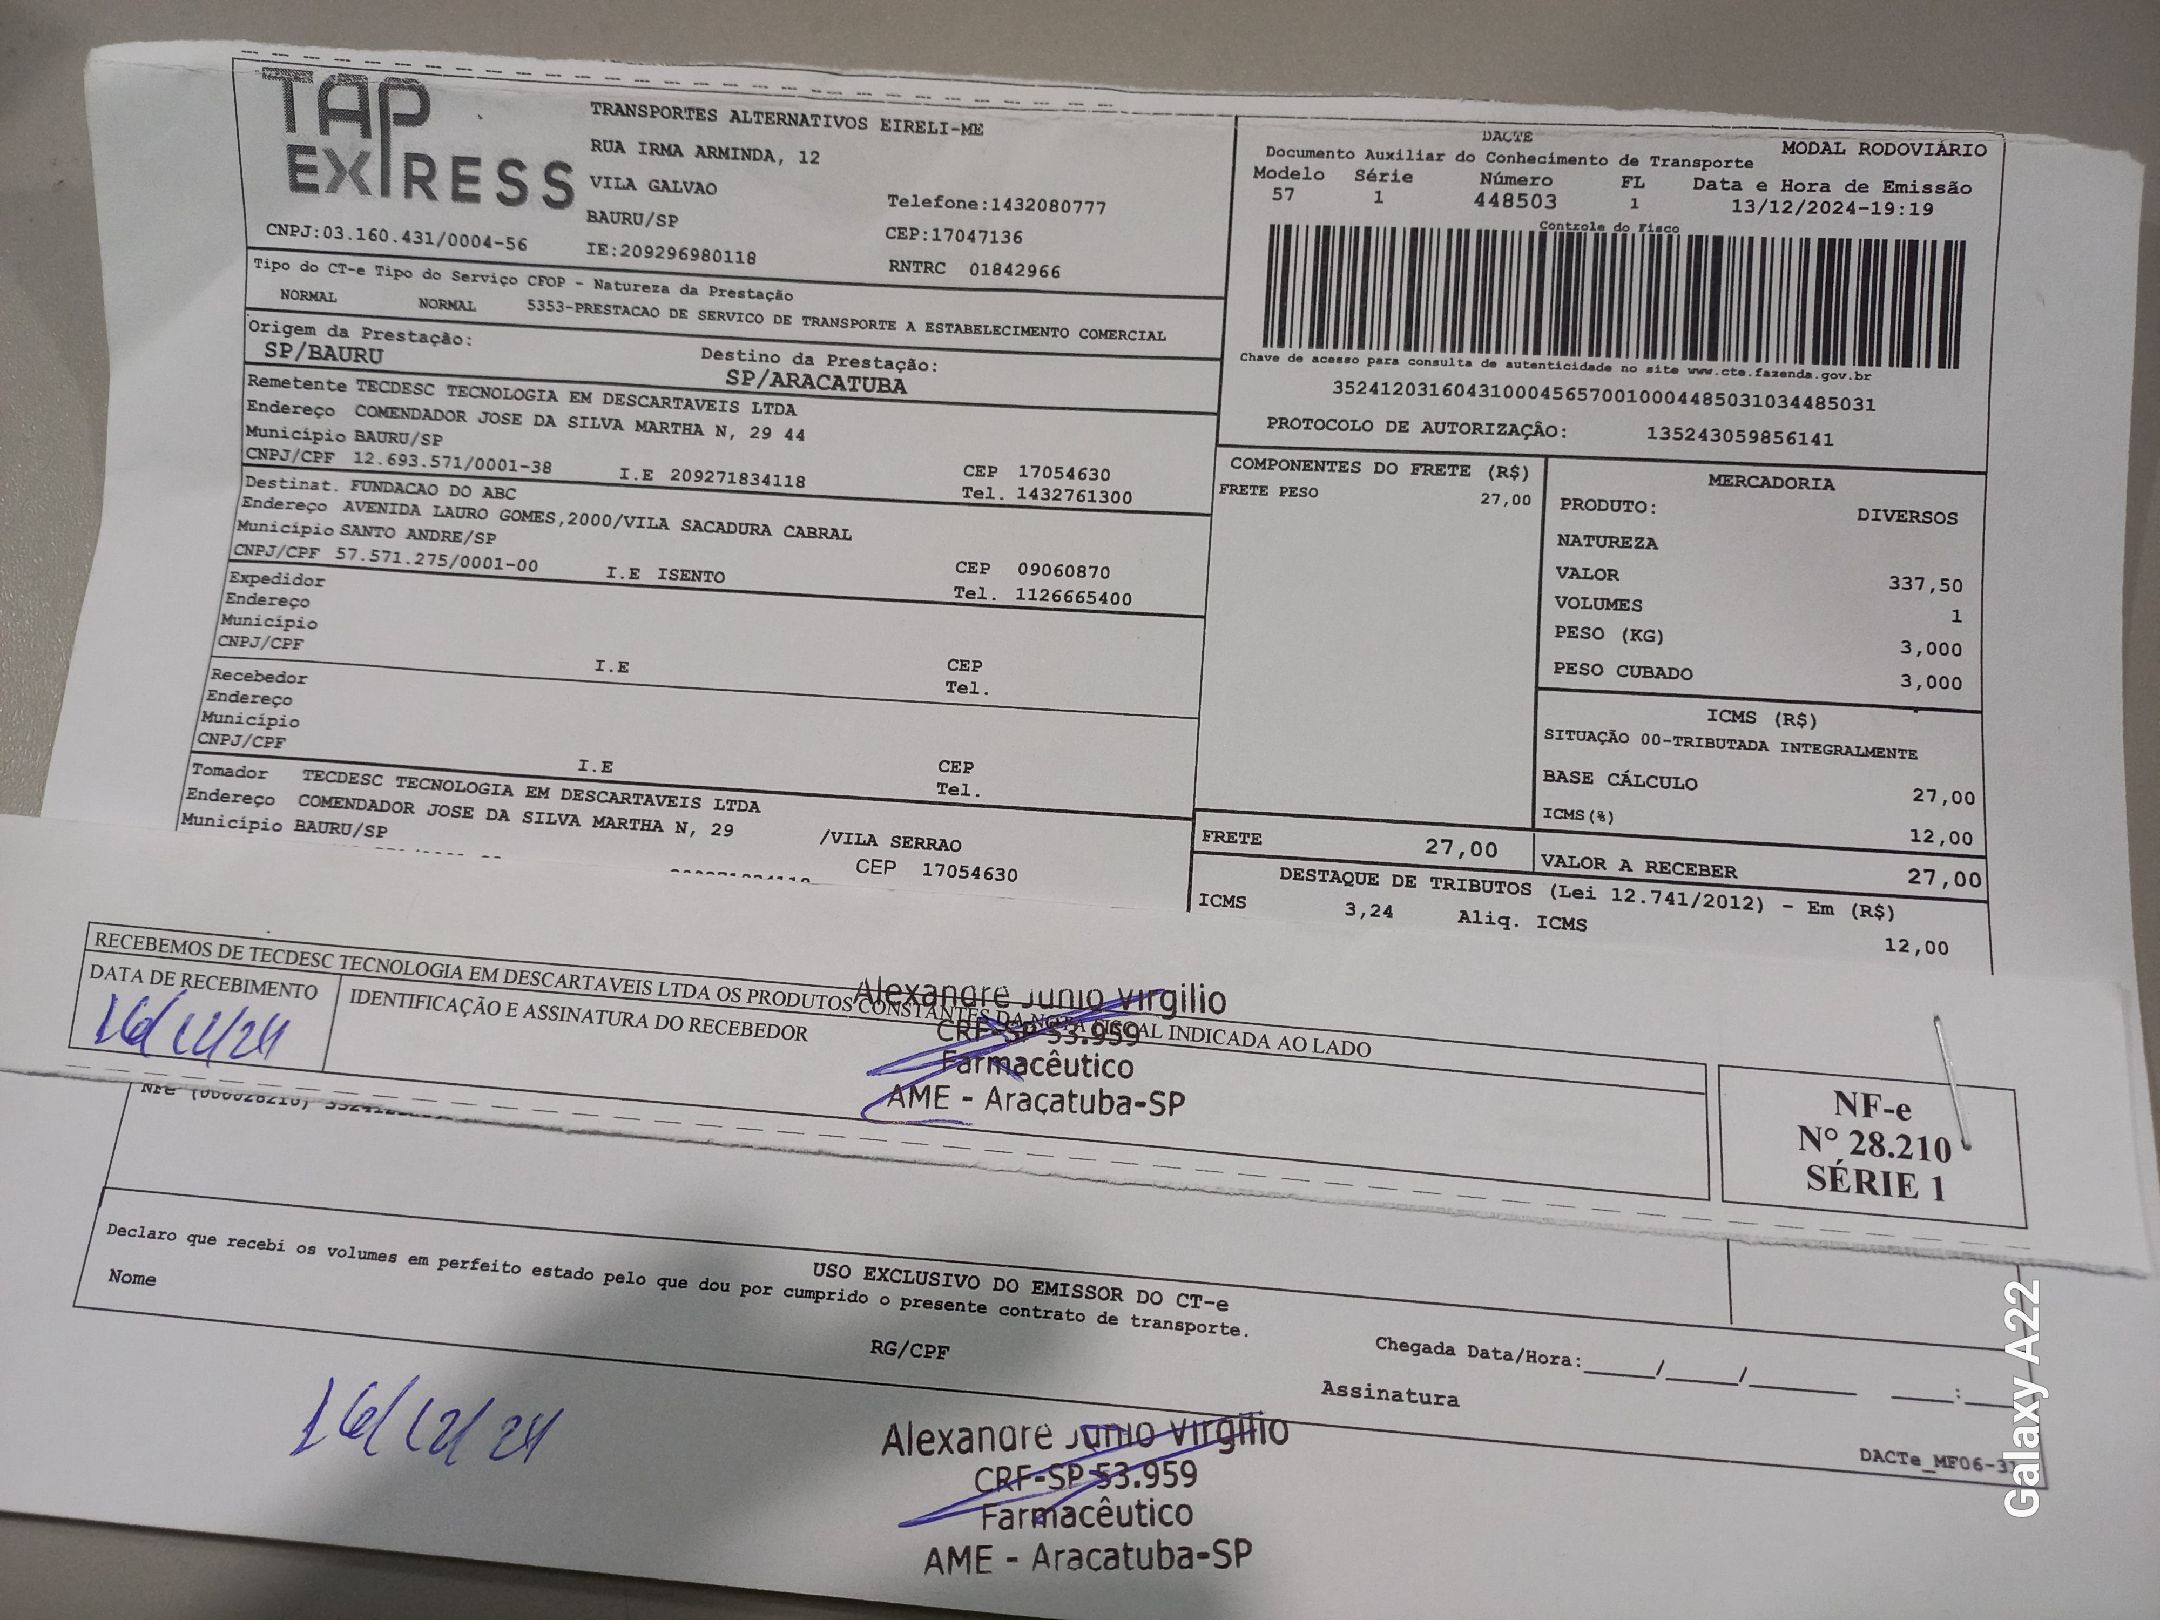 TAP EXPRESS
TRANSPORTES ALTERNATIVOS EIRELI-ME
RUA IRMA ARMINDA, 12
VILA GALVAO
Telefone:1432080777
BAURU/SP
CEP:17047136
CNPJ:03.160.431/0004-56
IE:209296980118
RNTRC 01842966
DACTE
MODAL RODOVIÁRIO
Documento Auxiliar do Conhecimento de Transporte
Modelo Série Número FL Data e Hora de Emissão
57 1 448503 1 13/12/2024-19:19
Controle do Fisco
Chave de acesso para consulta de autenticidade no site www.cte.fazenda.gov.br
35241203160431000456570010004485031034485031
PROTOCOLO DE AUTORIZAÇÃO: 135243059856141
Tipo do CT-e Tipo do Serviço CFOP - Natureza da Prestação
NORMAL NORMAL 5353-PRESTACAO DE SERVICO DE TRANSPORTE A ESTABELECIMENTO COMERCIAL
Origem da Prestação: Destino da Prestação:
SP/BAURU SP/ARACATUBA
Remetente TECDESC TECNOLOGIA EM DESCARTAVEIS LTDA
Endereço COMENDADOR JOSE DA SILVA MARTHA N, 29 44
Município BAURU/SP CEP 17054630
CNPJ/CPF 12.693.571/0001-38 I.E 209271834118 Tel. 1432761300
Destinat. FUNDACAO DO ABC
Endereço AVENIDA LAURO GOMES,2000/VILA SACADURA CABRAL
Município SANTO ANDRE/SP CEP 09060870
CNPJ/CPF 57.571.275/0001-00 I.E ISENTO Tel. 1126665400
Expedidor
Endereço
Município CEP
CNPJ/CPF I.E Tel.
Recebedor
Endereço
Município CEP
CNPJ/CPF I.E Tel.
Tomador TECDESC TECNOLOGIA EM DESCARTAVEIS LTDA
Endereço COMENDADOR JOSE DA SILVA MARTHA N, 29 /VILA SERRAO
Município BAURU/SP CEP 17054630
COMPONENTES DO FRETE (R$)
FRETE PESO 27,00
MERCADORIA
PRODUTO: DIVERSOS
NATUREZA
VALOR 337,50
VOLUMES 1
PESO (KG) 3,000
PESO CUBADO 3,000
ICMS (R$)
SITUAÇÃO 00-TRIBUTADA INTEGRALMENTE
BASE CÁLCULO 27,00
ICMS(%) 12,00
FRETE 27,00 VALOR A RECEBER 27,00
DESTAQUE DE TRIBUTOS (Lei 12.741/2012) - Em (R$)
ICMS 3,24 Aliq. ICMS 12,00
RECEBEMOS DE TECDESC TECNOLOGIA EM DESCARTAVEIS LTDA OS PRODUTOS CONSTANTES DA NOTA FISCAL INDICADA AO LADO
DATA DE RECEBIMENTO IDENTIFICAÇÃO E ASSINATURA DO RECEBEDOR
16/12/24
Alexandre Junio Virgilio
CRF-SP 53.959
Farmacêutico
AME - Araçatuba-SP
NF-e
N° 28.210
SÉRIE 1
NFe (000028210)
USO EXCLUSIVO DO EMISSOR DO CT-e
Declaro que recebi os volumes em perfeito estado pelo que dou por cumprido o presente contrato de transporte.
Nome RG/CPF Chegada Data/Hora:_____/_____/_______ ____:____
Assinatura
16/12/24
Alexandre Junio Virgilio
CRF-SP 53.959
Farmacêutico
AME - Aracatuba-SP
DACTe_MF06-3
Galaxy A22